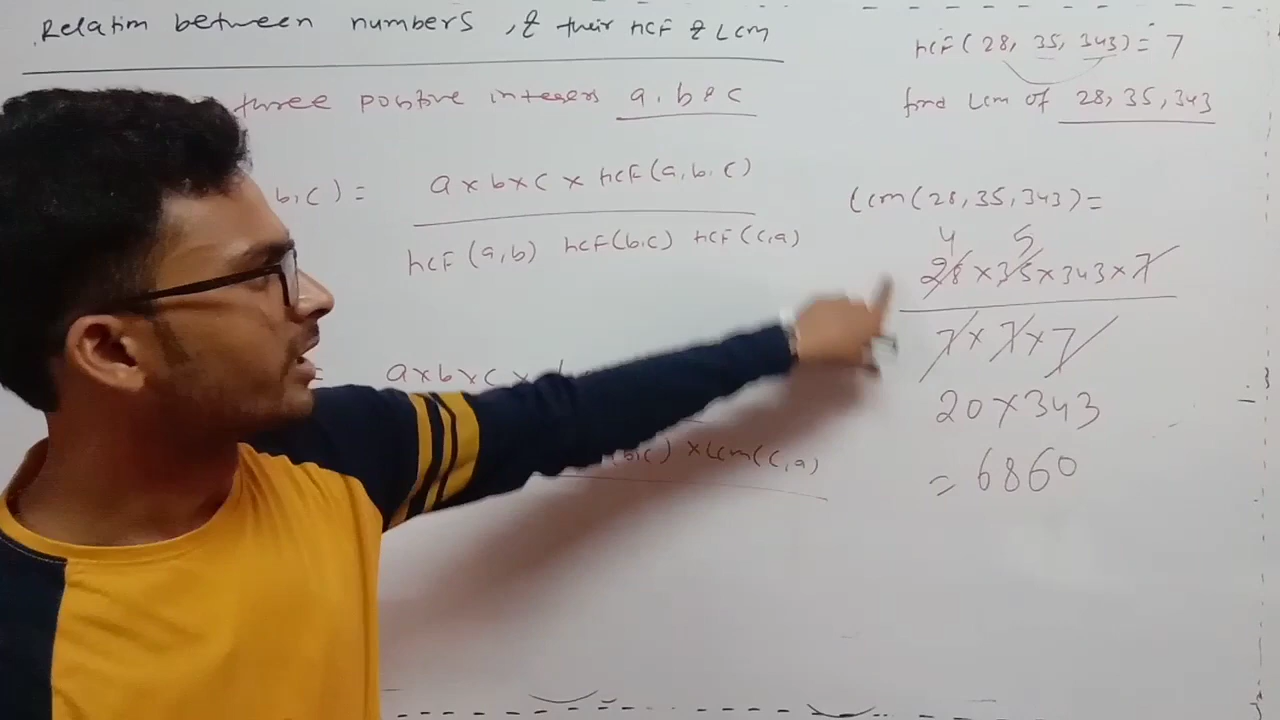 Relation between numbers , & their HCF & LCM
three positive integers a, b & c
b, c) =
a × b × c × HCF(a, b, c)
HCF(a, b) HCF(b, c) HCF(c, a)
= a × b × c ×
b, c) × LCM(c, a)
HCF(28, 35, 343) = 7
find LCM of 28, 35, 343
LCM(28, 35, 343) =
4 5
28 × 35 × 343 × 7
7 × 7 × 7
20 × 343
= 6860